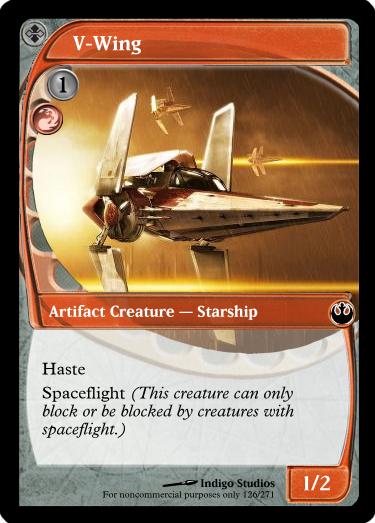 V-Wing
1
Artifact Creature — Starship
Haste
Spaceflight (This creature can only
block or be blocked by creatures with
spaceflight.)
Indigo Studios
For noncommercial purposes only 126/271
1/2